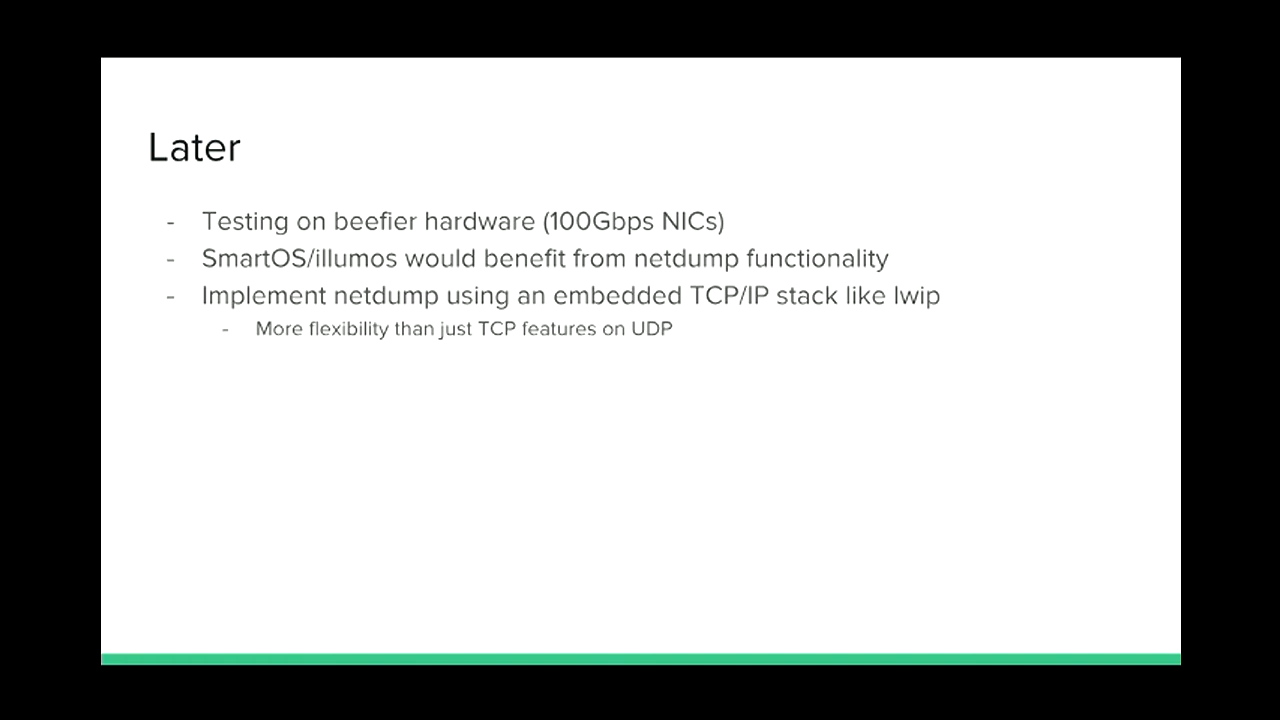 Later
- Testing on beefier hardware (100Gbps NICs)
- SmartOS/illumos would benefit from netdump functionality
- Implement netdump using an embedded TCP/IP stack like lwip
- More flexibility than just TCP features on UDP